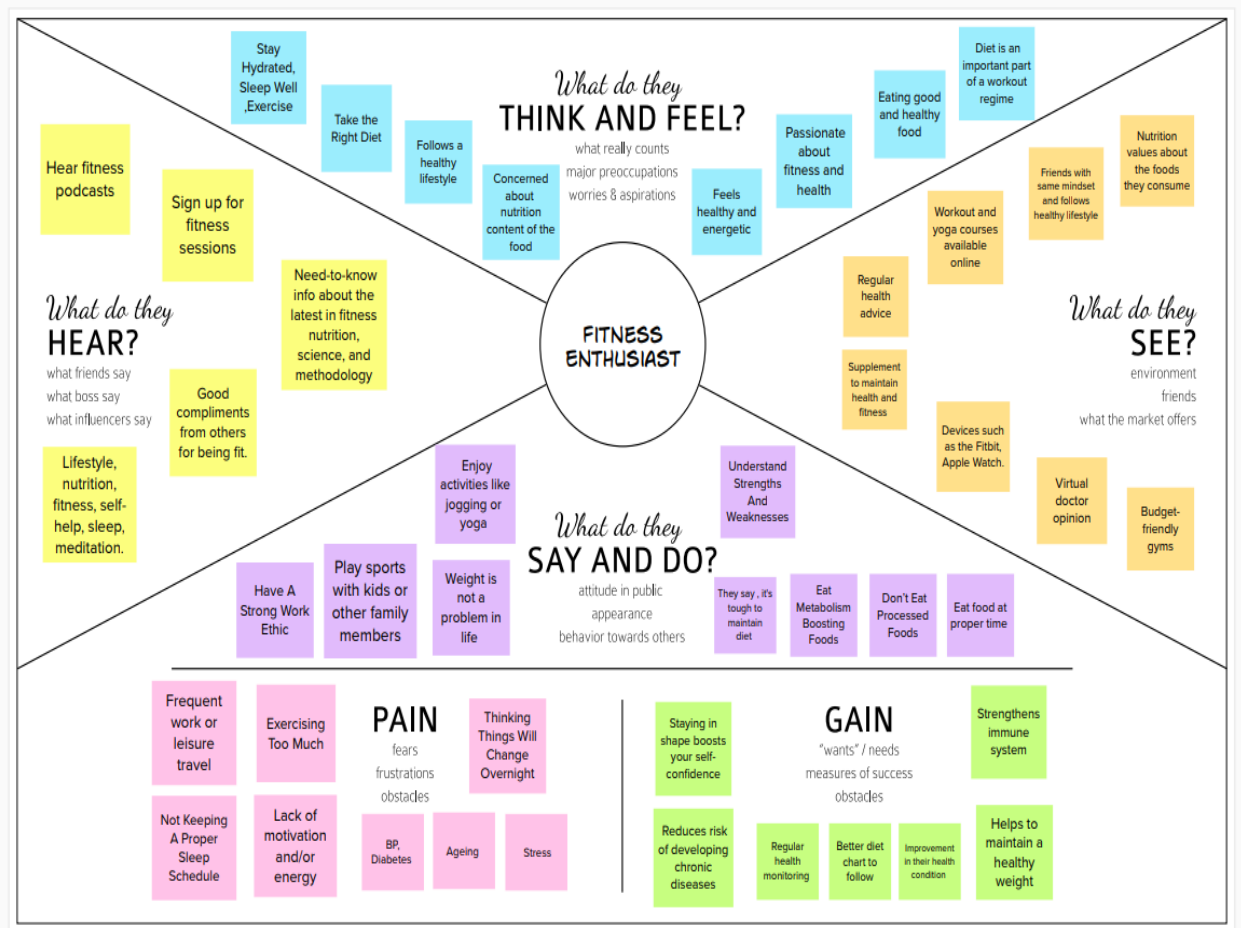 What do they
THINK AND FEEL?
what really counts
major preoccupations
worries & aspirations
Stay
Hydrated,
Sleep Well
,Exercise
Take the
Right Diet
Follows a
healthy
lifestyle
Concerned
about
nutrition
content of the
food
Feels
healthy and
energetic
Passionate
about
fitness and
health
Eating good
and healthy
food
Diet is an
important part
of a workout
regime
What do they
HEAR?
what friends say
what boss say
what influencers say
Hear fitness
podcasts
Sign up for
fitness
sessions
Need-to-know
info about the
latest in fitness
nutrition,
science, and
methodology
Good
compliments
from others
for being fit.
Lifestyle,
nutrition,
fitness, self-
help, sleep,
meditation.
FITNESS
ENTHUSIAST
What do they
SEE?
environment
friends
what the market offers
Nutrition
values about
the foods
they consume
Friends with
same mindset
and follows
healthy lifestyle
Workout and
yoga courses
available
online
Regular
health
advice
Supplement
to maintain
health and
fitness
Devices such
as the Fitbit,
Apple Watch.
Virtual
doctor
opinion
Budget-
friendly
gyms
What do they
SAY AND DO?
attitude in public
appearance
behavior towards others
Enjoy
activities like
jogging or
yoga
Understand
Strengths
And
Weaknesses
Have A
Strong Work
Ethic
Play sports
with kids or
other family
members
Weight is
not a
problem in
life
They say , it's
tough to
maintain
diet
Eat
Metabolism
Boosting
Foods
Don't Eat
Processed
Foods
Eat food at
proper time
PAIN
fears
frustrations
obstacles
Frequent
work or
leisure
travel
Exercising
Too Much
Thinking
Things Will
Change
Overnight
Not Keeping
A Proper
Sleep
Schedule
Lack of
motivation
and/or
energy
BP,
Diabetes
Ageing
Stress
GAIN
"wants" / needs
measures of success
obstacles
Staying in
shape boosts
your self-
confidence
Strengthens
immune
system
Reduces risk
of developing
chronic
diseases
Regular
health
monitoring
Better diet
chart to
follow
Improvement
in their health
condition
Helps to
maintain a
healthy
weight